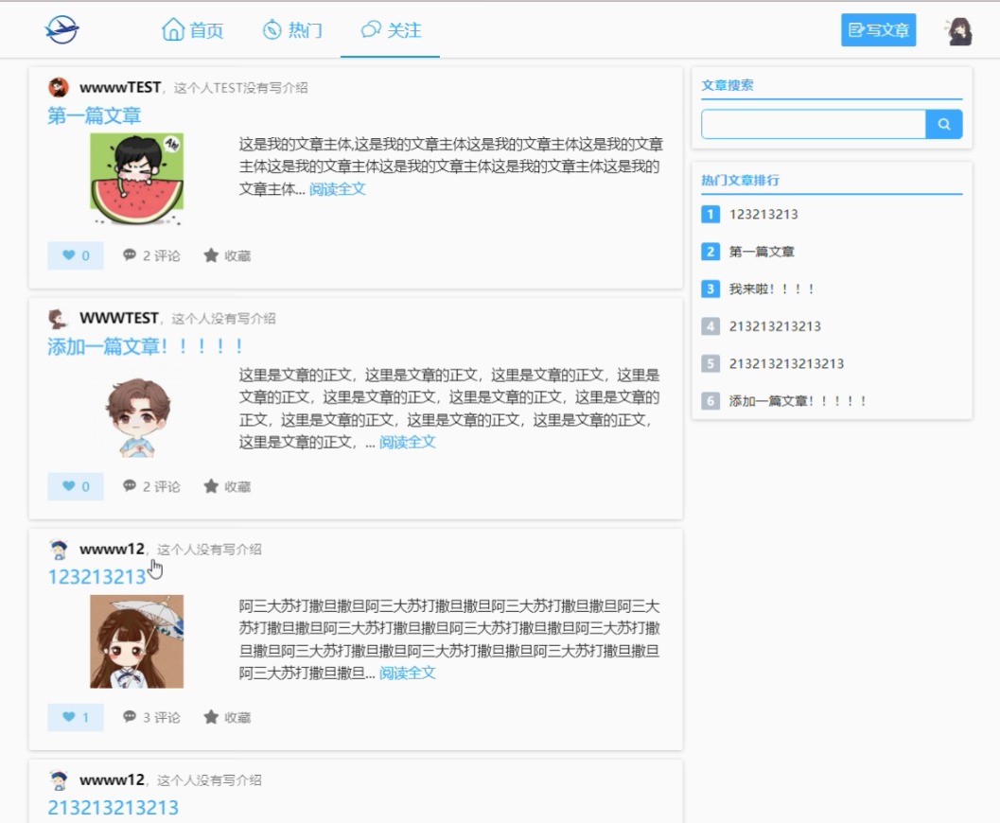 首页
热门
关注
写文章
wwwwTEST，这个人TEST没有写介绍
第一篇文章
Ah!
这是我的文章主体,这是我的文章主体这是我的文章主体这是我的文章
主体这是我的文章主体这是我的文章主体这是我的文章主体这是我的
文章主体... 阅读全文
0
2 评论
收藏
WWWTEST，这个人没有写介绍
添加一篇文章！！！！！
这里是文章的正文，这里是文章的正文，这里是文章的正文，这里是
文章的正文，这里是文章的正文，这里是文章的正文，这里是文章的
正文，这里是文章的正文，这里是文章的正文，这里是文章的正文，
这里是文章的正文，... 阅读全文
0
2 评论
收藏
wwww12，这个人没有写介绍
123213213
阿三大苏打撒旦撒旦阿三大苏打撒旦撒旦阿三大苏打撒旦撒旦阿三大
苏打撒旦撒旦阿三大苏打撒旦撒旦阿三大苏打撒旦撒旦阿三大苏打撒
旦撒旦阿三大苏打撒旦撒旦阿三大苏打撒旦撒旦阿三大苏打撒旦撒旦
阿三大苏打撒旦撒旦... 阅读全文
1
3 评论
收藏
wwww12，这个人没有写介绍
213213213213
文章搜索
热门文章排行
1 123213213
2 第一篇文章
3 我来啦！！！！
4 213213213213
5 213213213213213
6 添加一篇文章！！！！！